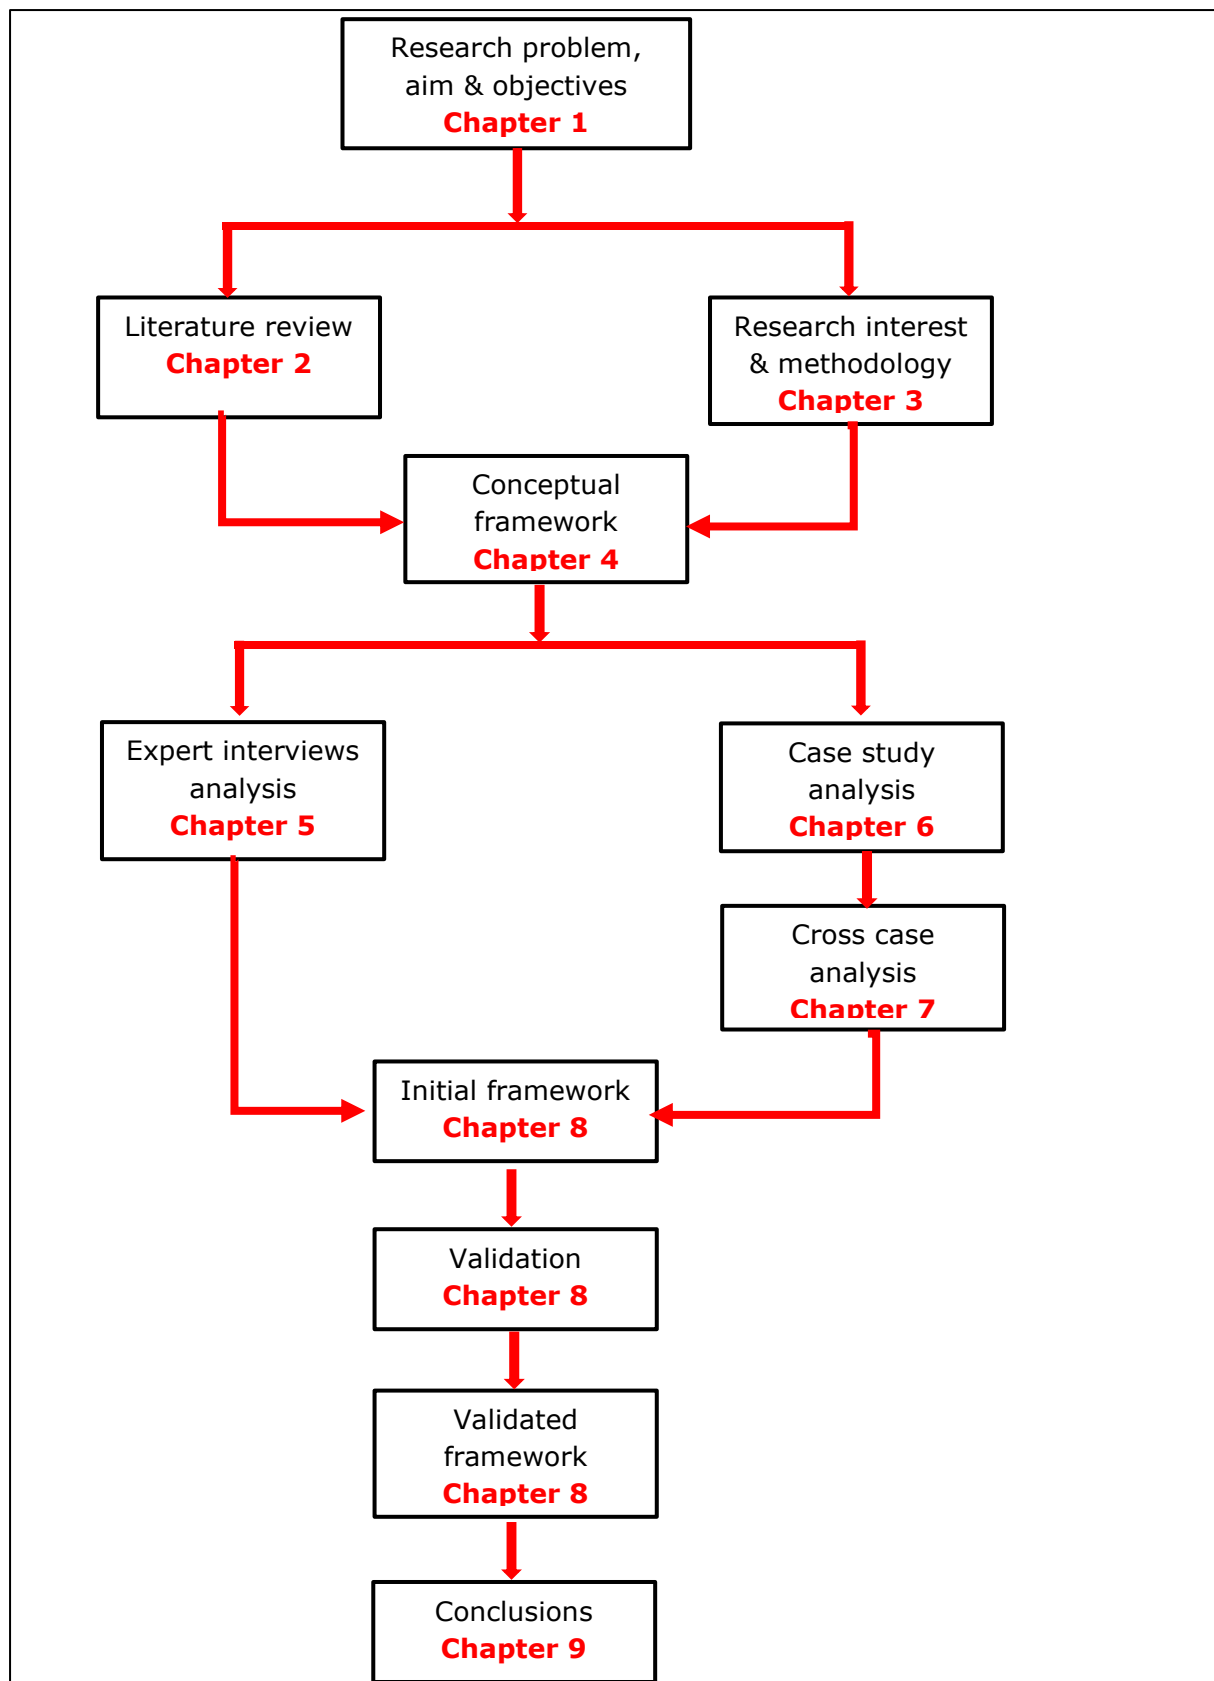 Research problem,
aim & objectives
Chapter 1
Literature review
Chapter 2
Research interest
& methodology
Chapter 3
Conceptual
framework
Chapter 4
Expert interviews
analysis
Chapter 5
Case study
analysis
Chapter 6
Cross case
analysis
Chapter 7
Initial framework
Chapter 8
Validation
Chapter 8
Validated
framework
Chapter 8
Conclusions
Chapter 9